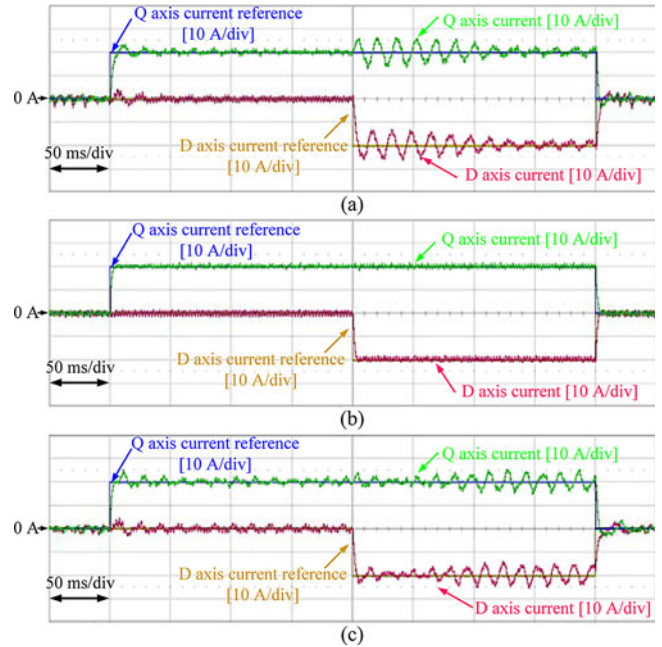 Q axis current reference
[10 A/div]
Q axis current [10 A/div]
0 A
50 ms/div
D axis current reference
[10 A/div]
D axis current [10 A/div]
(a)
Q axis current reference
[10 A/div]
Q axis current [10 A/div]
0 A
50 ms/div
D axis current reference
[10 A/div]
D axis current [10 A/div]
(b)
Q axis current reference
[10 A/div]
Q axis current [10 A/div]
0 A
50 ms/div
D axis current reference
[10 A/div]
D axis current [10 A/div]
(c)